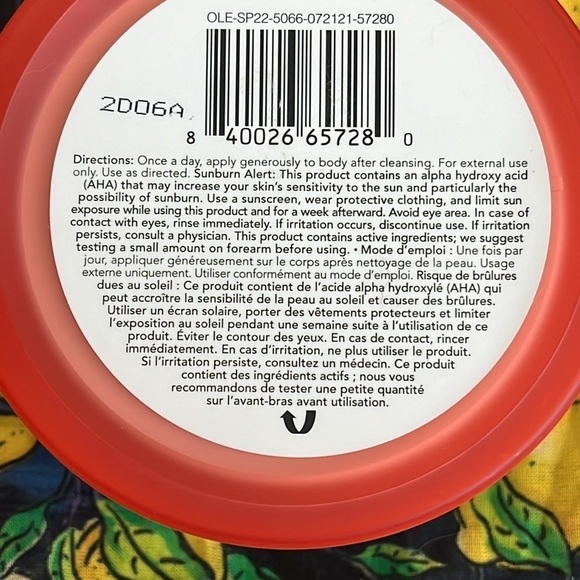 OLE-SP22-5066-072121-57280
2D06A
8 40026 65728 0
Directions: Once a day, apply generously to body after cleansing. For external use
only. Use as directed. Sunburn Alert: This product contains an alpha hydroxy acid
(AHA) that may increase your skin's sensitivity to the sun and particularly the
possibility of sunburn. Use a sunscreen, wear protective clothing, and limit sun
exposure while using this product and for a week afterward. Avoid eye area. In case of
contact with eyes, rinse immediately. If irritation occurs, discontinue use. If irritation
persists, consult a physician. This product contains active ingredients; we suggest
testing a small amount on forearm before using. • Mode d'emploi : Une fois par
jour, appliquer généreusement sur le corps après nettoyage de la peau. Usage
externe uniquement. Utiliser conformément au mode d'emploi. Risque de brûlures
dues au soleil : Ce produit contient de l'acide alpha hydroxylé (AHA) qui
peut accroître la sensibilité de la peau au soleil et causer des brûlures.
Utiliser un écran solaire, porter des vêtements protecteurs et limiter
l'exposition au soleil pendant une semaine suite à l'utilisation de ce
produit. Éviter le contour des yeux. En cas de contact, rincer
immédiatement. En cas d'irritation, ne plus utiliser le produit.
Si l'irritation persiste, consultez un médecin. Ce produit
contient des ingrédients actifs ; nous vous
recommandons de tester une petite quantité
sur l'avant-bras avant utilisation.